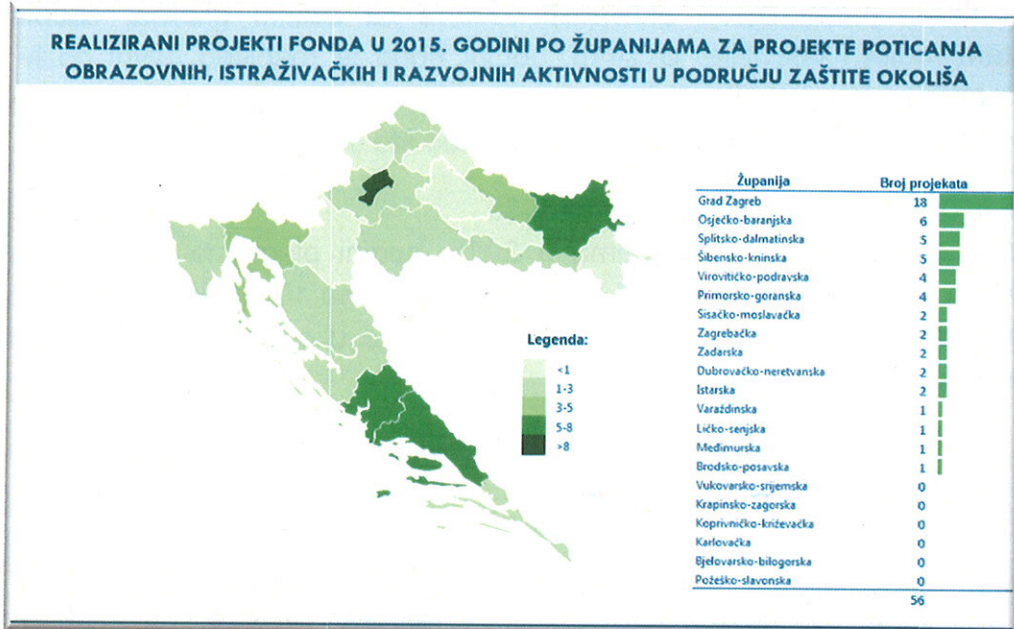 REALIZIRANI PROJEKTI FONDA U 2015. GODINI PO ŽUPANIJAMA ZA PROJEKTE POTICANJA
OBRAZOVNIH, ISTRAŽIVAČKIH I RAZVOJNIH AKTIVNOSTI U PODRUČJU ZAŠTITE OKOLIŠA
Županija Broj projekata
Grad Zagreb 18
Osječko-baranjska 6
Splitsko-dalmatinska 5
Šibensko-kninska 5
Virovitičko-podravska 4
Primorsko-goranska 4
Sisačko-moslavačka 2
Zagrebačka 2
Zadarska 2
Dubrovačko-neretvanska 2
Istarska 2
Varaždinska 1
Ličko-senjska 1
Međimurska 1
Brodsko-posavska 1
Vukovarsko-srijemska 0
Krapinsko-zagorska 0
Koprivničko-križevačka 0
Karlovačka 0
Bjelovarsko-bilogorska 0
Požeško-slavonska 0
56
Legenda:
<1
1-3
3-5
5-8
>8